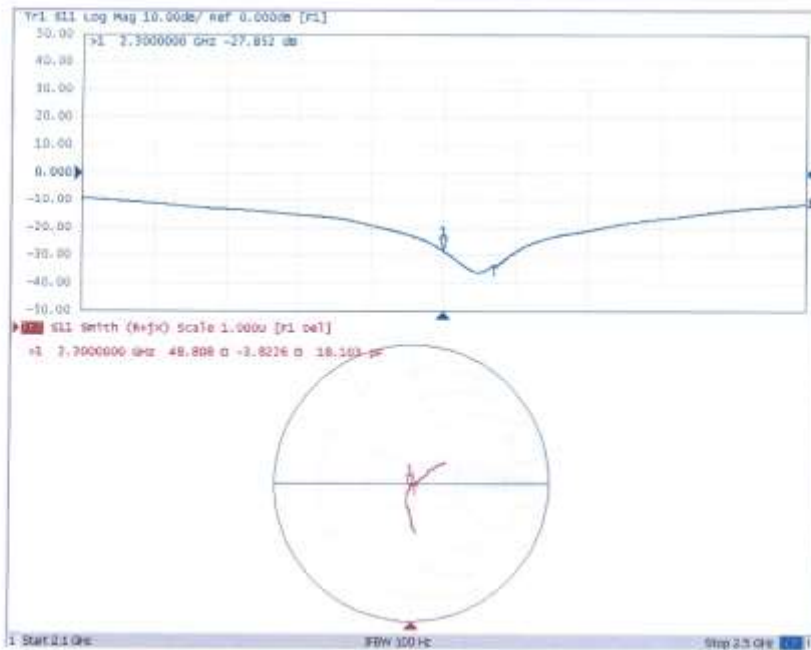 Tr1 S11 Log Mag 10.00dB/ Ref 0.000dB [F1]
50.00
>1 2.3000000 GHz -27.852 dB
40.00
30.00
20.00
10.00
0.000
-10.00
-20.00
-30.00
-40.00
-50.00
1
S11 Smith (R+jX) Scale 1.000U [F1 Del]
>1 2.3000000 GHz 48.808 Ω -3.8226 Ω 18.103 pF
1
1 Start 2.1 GHz IFBW 100 Hz Stop 2.5 GHz